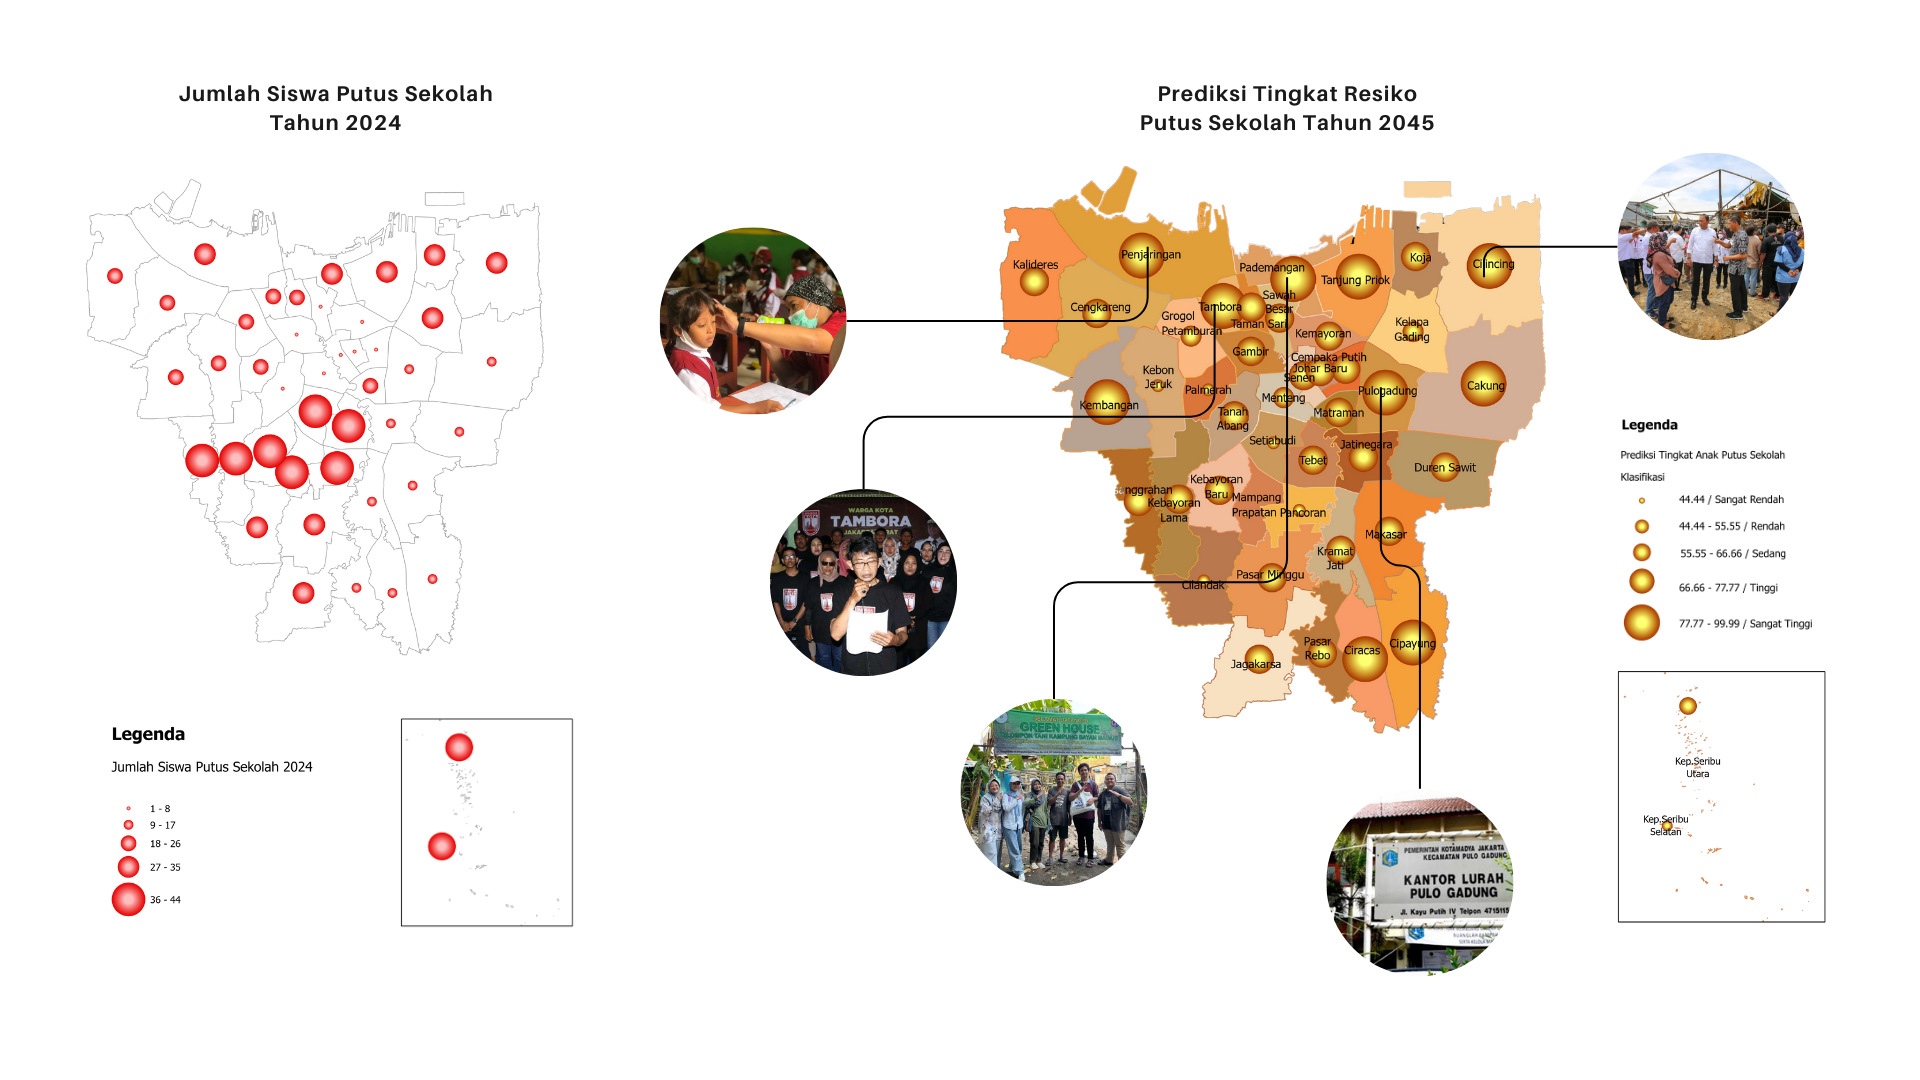 Jumlah Siswa Putus Sekolah
Tahun 2024
Prediksi Tingkat Resiko
Putus Sekolah Tahun 2045
Kalideres
Penjaringan
Pademangan
Tanjung Priok
Koja
Cilincing
Cengkareng
Tambora
Sawah
Besar
Taman Sari
Grogol
Petamburan
Kemayoran
Kelapa
Gading
Gambir
Cempaka Putih
Johar Baru
Senen
Kebon
Jeruk
Palmerah
Menteng
Pulogadung
Cakung
Kembangan
Tanah
Abang
Matraman
Setiabudi
Jatinegara
Tebet
Duren Sawit
enggrahan
Kebayoran
Baru
Kebayoran
Lama
Mampang
Prapatan
Pancoran
Makasar
Kramat
Jati
Pasar Minggu
Cilandak
Pasar
Rebo
Ciracas
Cipayung
Jagakarsa
Legenda
Prediksi Tingkat Anak Putus Sekolah
Klasifikasi
44.44 / Sangat Rendah
44.44 - 55.55 / Rendah
55.55 - 66.66 / Sedang
66.66 - 77.77 / Tinggi
77.77 - 99.99 / Sangat Tinggi
Kep.Seribu
Utara
Kep.Seribu
Selatan
Legenda
Jumlah Siswa Putus Sekolah 2024
1 - 8
9 - 17
18 - 26
27 - 35
36 - 44
WARGA KOTA
TAMBORA
GREEN HOUSE
PEMERINTAH KOTAMADYA JAKARTA
KECAMATAN PULO GADUNG
KANTOR LURAH
PULO GADUNG
Jl. Kayu Putih IV Telpon 4715115